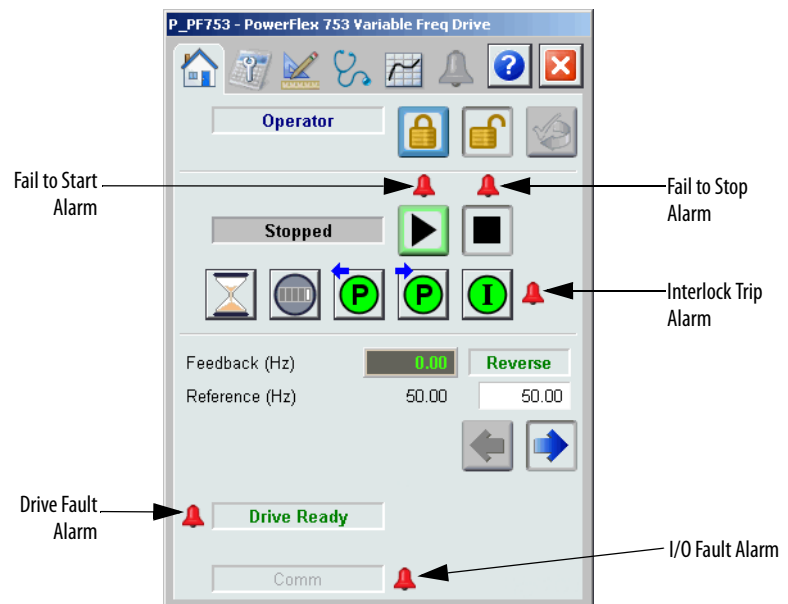 P_PF753 - PowerFlex 753 Variable Freq Drive
?
Operator
Fail to Start
Alarm
Fail to Stop
Alarm
Stopped
P
P
I
Interlock Trip
Alarm
Feedback (Hz) 0.00 Reverse
Reference (Hz) 50.00 50.00
Drive Fault
Alarm
Drive Ready
I/O Fault Alarm
Comm